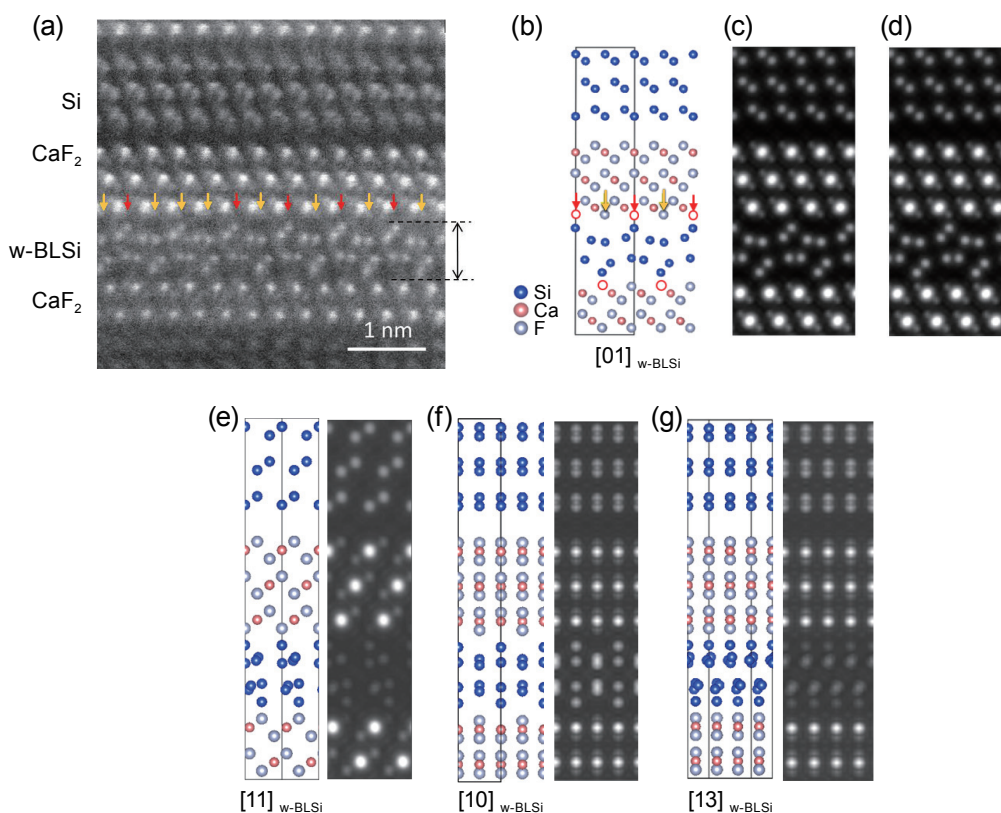 (a)
Si
CaF2
w-BLSi
CaF2
1 nm
(b)
Si
Ca
F
[01] w-BLSi
(c)
(d)
(e)
[11] w-BLSi
(f)
[10] w-BLSi
(g)
[13] w-BLSi